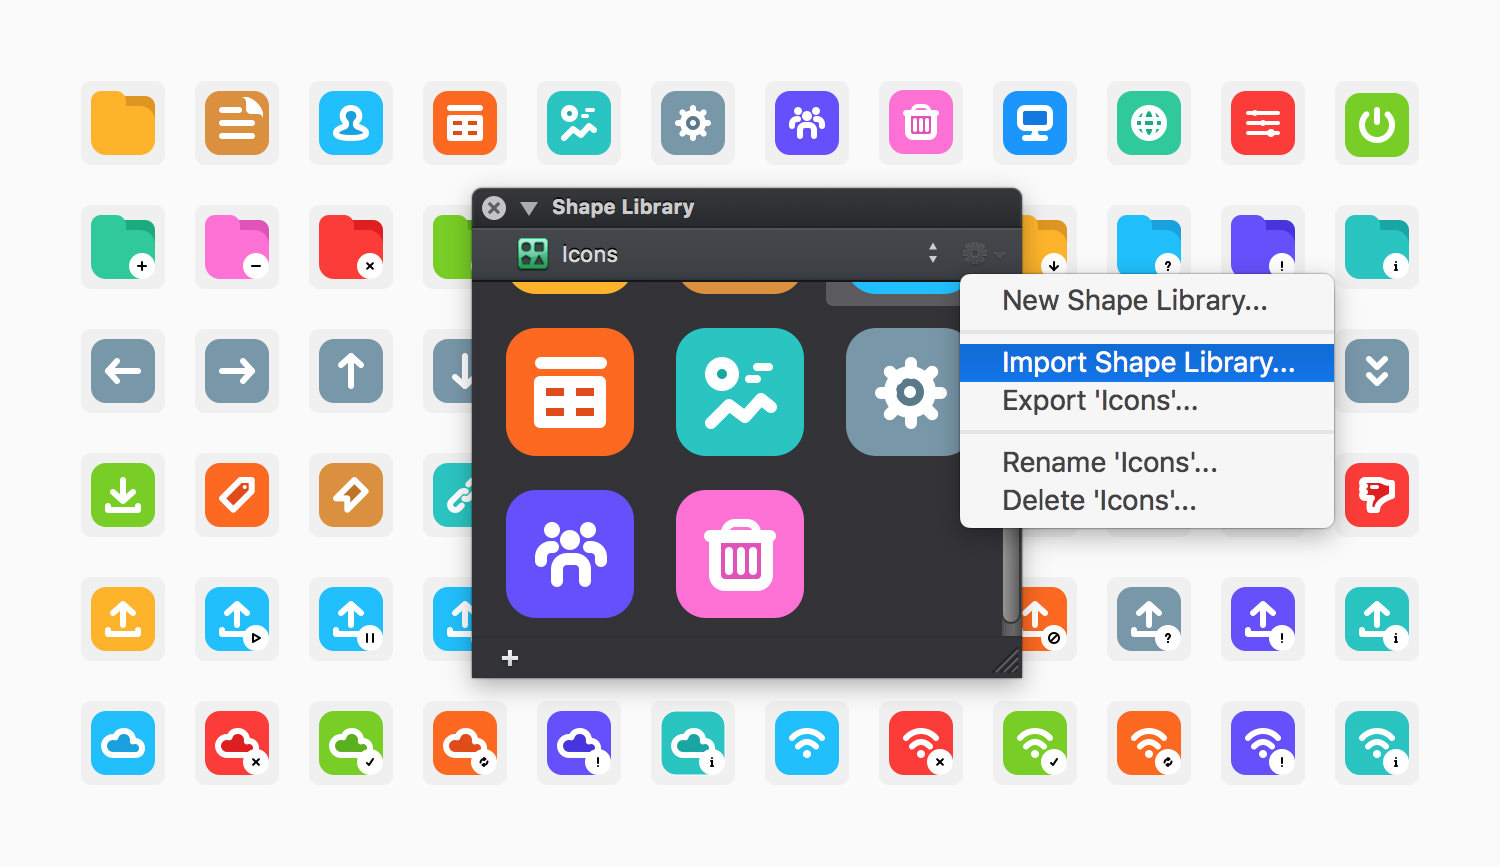 Shape Library
Icons
New Shape Library...
Import Shape Library...
Export 'Icons'...
Rename 'Icons'...
Delete 'Icons'...